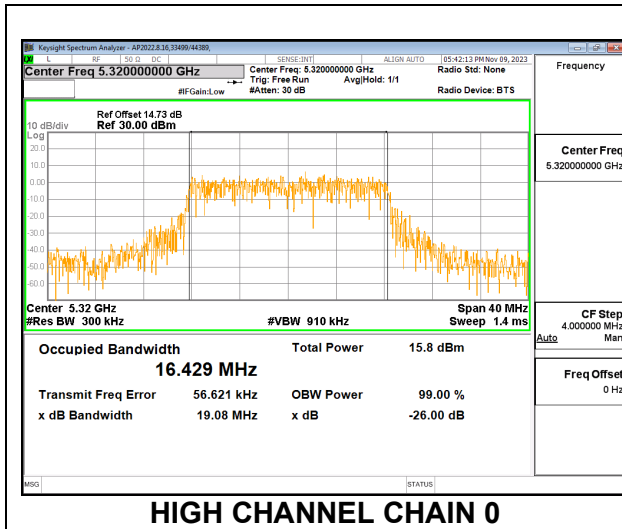 Keysight Spectrum Analyzer - AP2022.8.16,33499/44389,
L RF 50 Ω DC SENSE:INT ALIGN AUTO 05:42:13 PM Nov 09, 2023
Center Freq 5.320000000 GHz
Center Freq: 5.320000000 GHz Radio Std: None
Trig: Free Run Avg|Hold: 1/1
#IFGain:Low #Atten: 30 dB Radio Device: BTS
Frequency
Ref Offset 14.73 dB
10 dB/div Ref 30.00 dBm
Log
20.0
10.0
0.00
-10.0
-20.0
-30.0
-40.0
-50.0
-60.0
Center 5.32 GHz Span 40 MHz
#Res BW 300 kHz #VBW 910 kHz Sweep 1.4 ms
Center Freq
5.320000000 GHz
CF Step
4.000000 MHz
Auto Man
Freq Offset
0 Hz
Occupied Bandwidth Total Power 15.8 dBm
16.429 MHz
Transmit Freq Error 56.621 kHz OBW Power 99.00 %
x dB Bandwidth 19.08 MHz x dB -26.00 dB
MSG STATUS
HIGH CHANNEL CHAIN 0